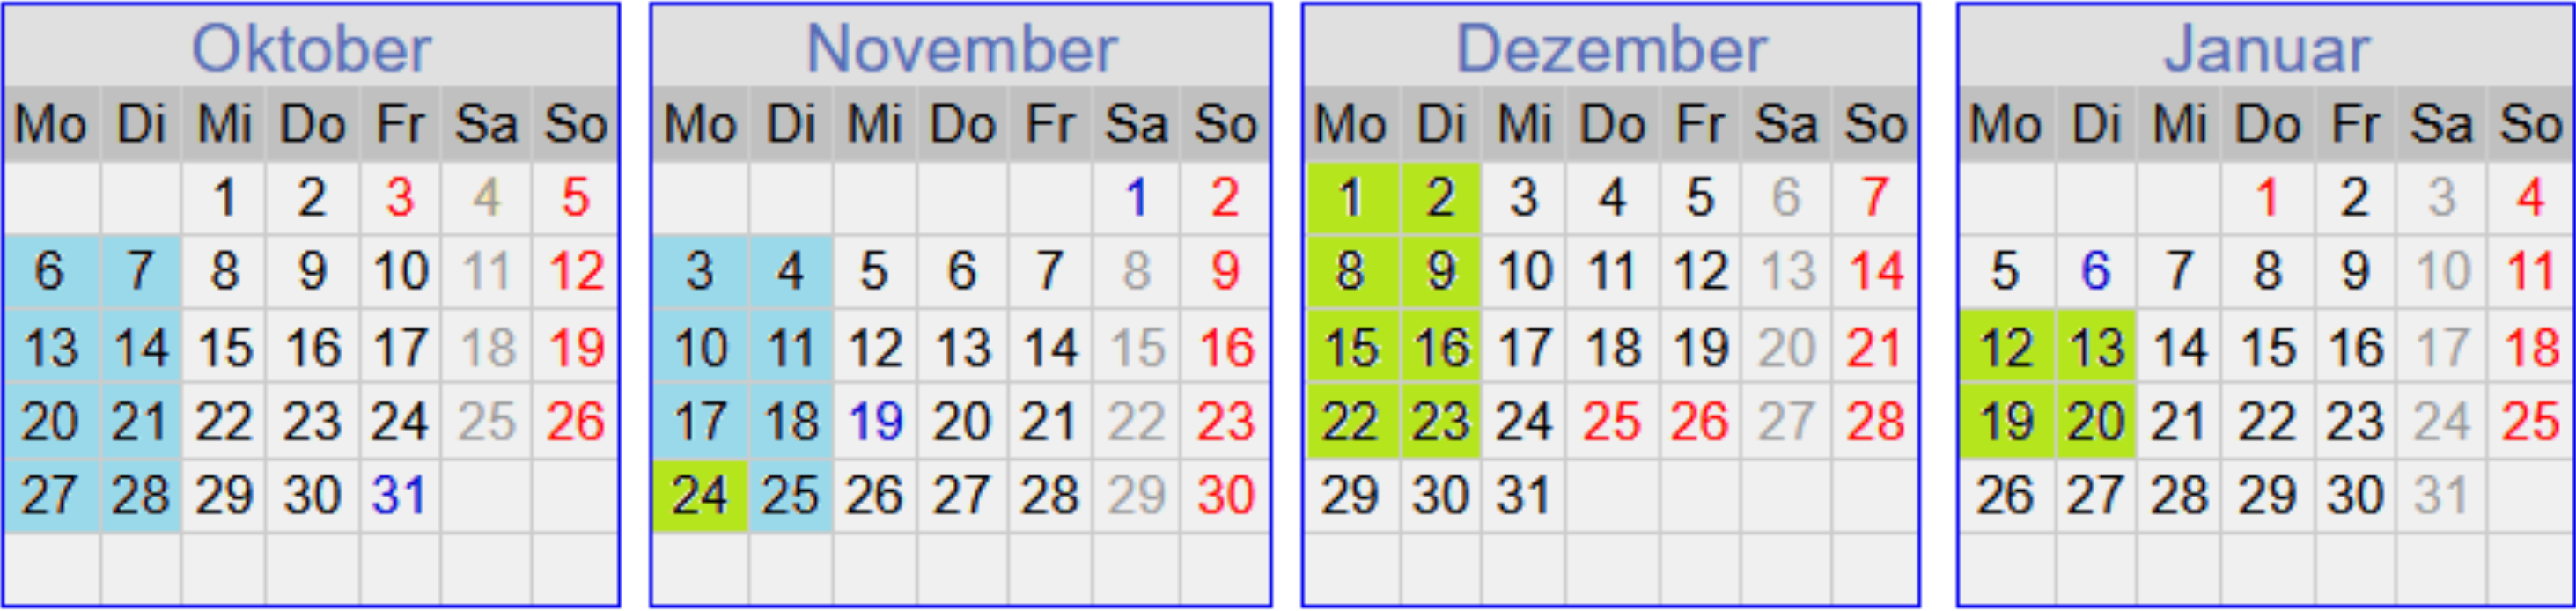 Oktober
Mo Di Mi Do Fr Sa So
1 2 3 4 5
6 7 8 9 10 11 12
13 14 15 16 17 18 19
20 21 22 23 24 25 26
27 28 29 30 31
November
Mo Di Mi Do Fr Sa So
1 2
3 4 5 6 7 8 9
10 11 12 13 14 15 16
17 18 19 20 21 22 23
24 25 26 27 28 29 30
Dezember
Mo Di Mi Do Fr Sa So
1 2 3 4 5 6 7
8 9 10 11 12 13 14
15 16 17 18 19 20 21
22 23 24 25 26 27 28
29 30 31
Januar
Mo Di Mi Do Fr Sa So
1 2 3 4
5 6 7 8 9 10 11
12 13 14 15 16 17 18
19 20 21 22 23 24 25
26 27 28 29 30 31